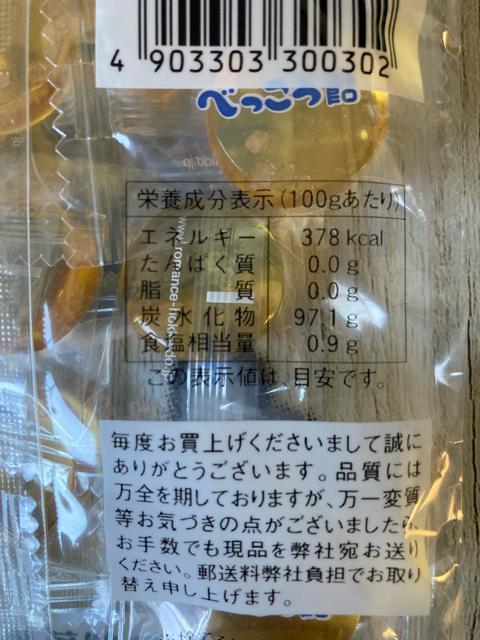 4 903303 300302
べっこう飴
栄養成分表示(100gあたり)
エネルギー 378 kcal
たんぱく質 0.0 g
脂質 0.0 g
炭水化物 97.1 g
食塩相当量 0.9 g
この表示値は、目安です。
www.romance-hokkaido.jp
毎度お買上げくださいまして誠に
ありがとうございます。品質には
万全を期しておりますが、万一変質
等お気づきの点がございましたら、
お手数でも現品を弊社宛お送り
ください。郵送料弊社負担でお取り
替え申し上げます。